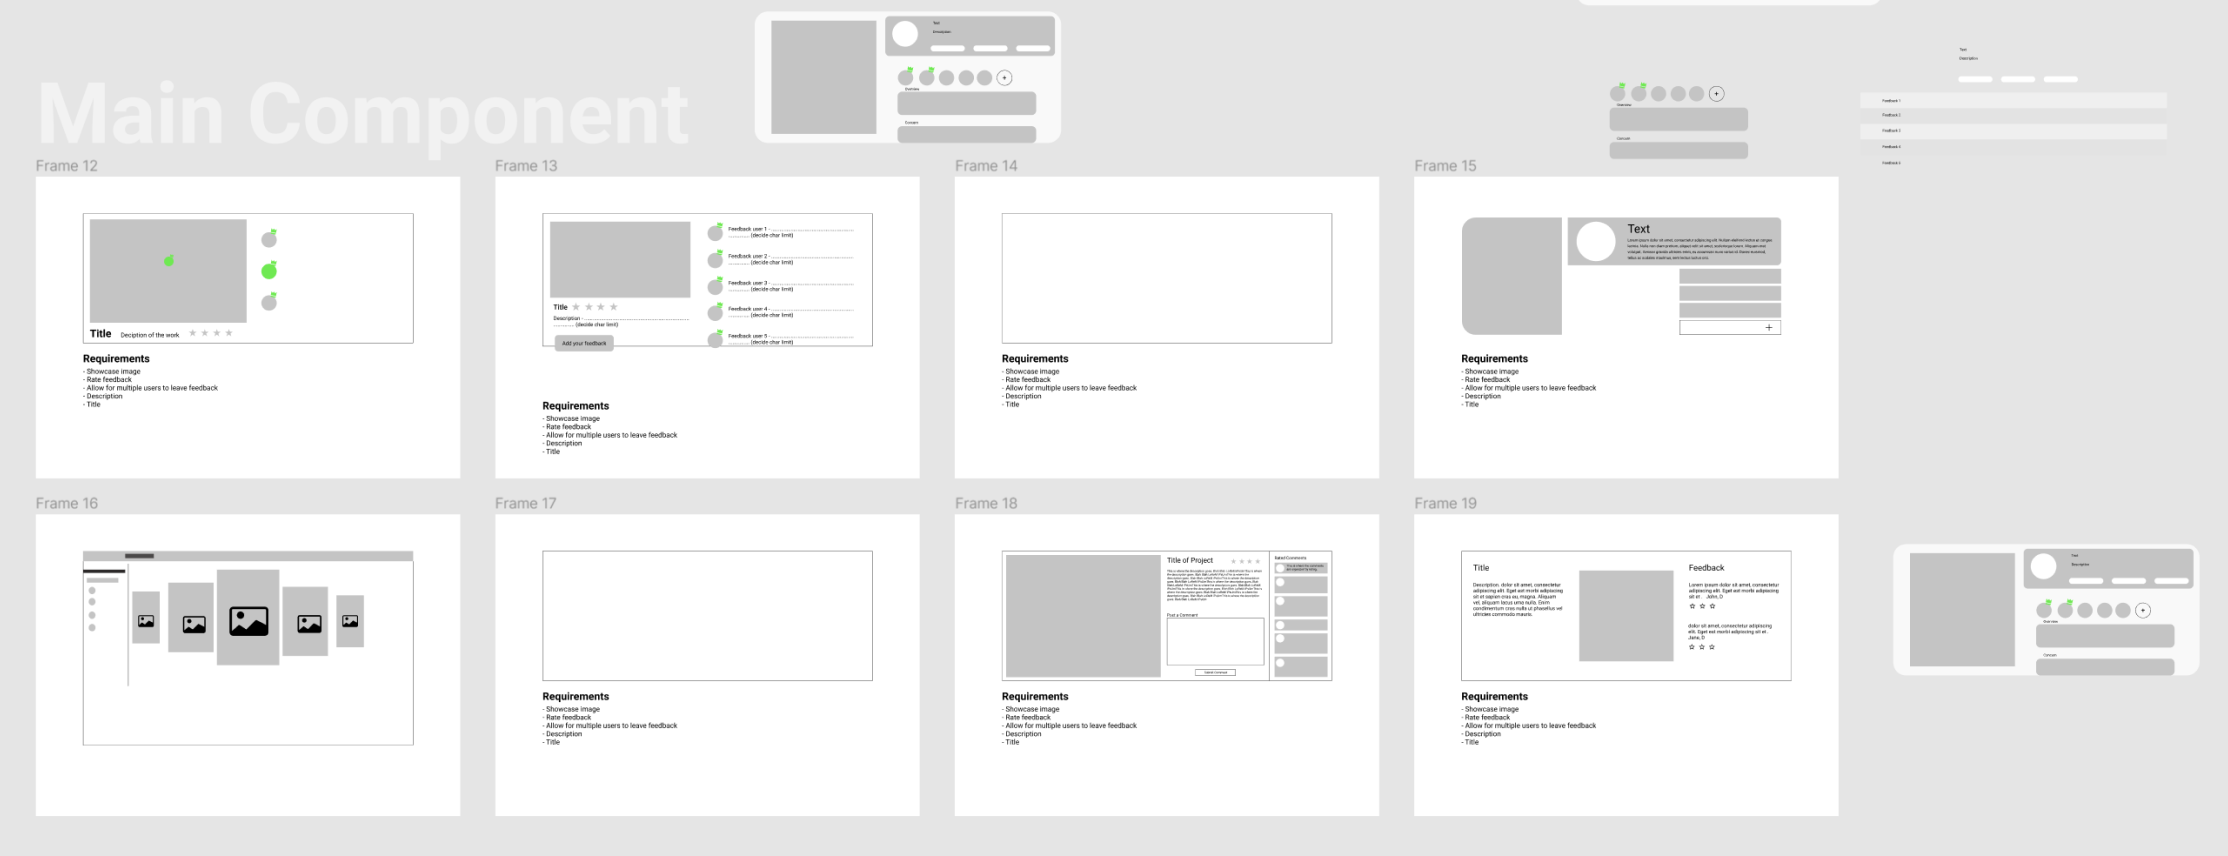 Text
Description
Overview
Concern
Main Component
Overview
Concern
Text
Description
Feedback 1
Feedback 2
Feedback 3
Feedback 4
Feedback 5
Frame 12
Title
Deciption of the work
Requirements
- Showcase image
- Rate feedback
- Allow for multiple users to leave feedback
- Description
- Title
Frame 13
Feedback user 1 - ........................................
............ (decide char limit)
Feedback user 2 - ........................................
............ (decide char limit)
Feedback user 3 - ........................................
............ (decide char limit)
Feedback user 4 - ........................................
............ (decide char limit)
Feedback user 5 - ........................................
............ (decide char limit)
Title
Description - ........................................
............ (decide char limit)
Add your feedback
Requirements
- Showcase image
- Rate feedback
- Allow for multiple users to leave feedback
- Description
- Title
Frame 14
Requirements
- Showcase image
- Rate feedback
- Allow for multiple users to leave feedback
- Description
- Title
Frame 15
Text
Lorem ipsum dolor sit amet, consectetur adipiscing elit.
+
Requirements
- Showcase image
- Rate feedback
- Allow for multiple users to leave feedback
- Description
- Title
Frame 16
Frame 17
Requirements
- Showcase image
- Rate feedback
- Allow for multiple users to leave feedback
- Description
- Title
Frame 18
Title of Project
Post a Comment
Submit Comment
Requirements
- Showcase image
- Rate feedback
- Allow for multiple users to leave feedback
- Description
- Title
Frame 19
Title
Description: dolor sit amet, consectetur
adipiscing elit. Eget est morbi adipiscing
sit et sapien cras eu, magna. Aliquam
vel, aliquam lacus urna nulla. Enim
condimentum cras nulla ut phasellus vel
ultricies commodo mauris.
Feedback
Lorem ipsum dolor sit amet, consectetur
adipiscing elit. Eget est morbi adipiscing
sit et . John, D
dolor sit amet, consectetur adipiscing
elit. Eget est morbi adipiscing sit et .
Jane, D
Requirements
- Showcase image
- Rate feedback
- Allow for multiple users to leave feedback
- Description
- Title
Text
Description
Overview
Concern